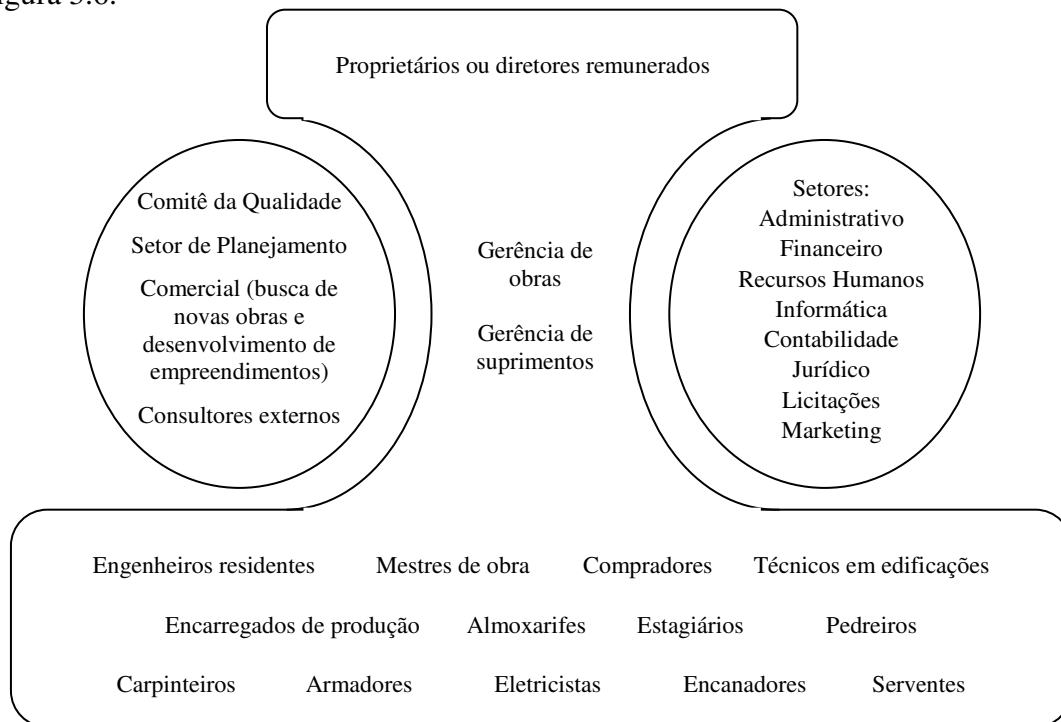 igura 5.6.
Proprietários ou diretores remunerados
Comitê da Qualidade
Setor de Planejamento
Comercial (busca de
novas obras e
desenvolvimento de
empreendimentos)
Consultores externos
Gerência de
obras
Gerência de
suprimentos
Setores:
Administrativo
Financeiro
Recursos Humanos
Informática
Contabilidade
Jurídico
Licitações
Marketing
Engenheiros residentes Mestres de obra Compradores Técnicos em edificações
Encarregados de produção Almoxarifes Estagiários Pedreiros
Carpinteiros Armadores Eletricistas Encanadores Serventes